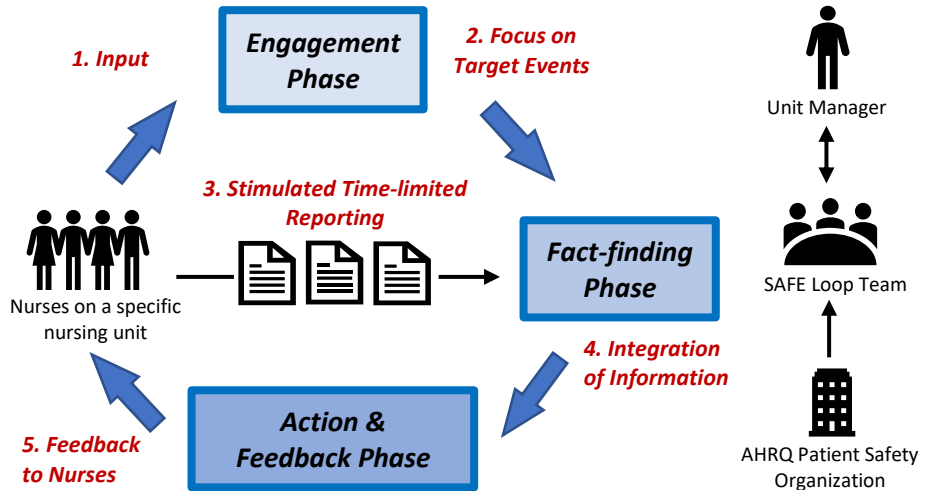 1. Input
Engagement
Phase
2. Focus on
Target Events
Unit Manager
3. Stimulated Time-limited
Reporting
Nurses on a specific
nursing unit
Fact-finding
Phase
SAFE Loop Team
4. Integration
of Information
Action &
Feedback Phase
5. Feedback
to Nurses
AHRQ Patient Safety
Organization